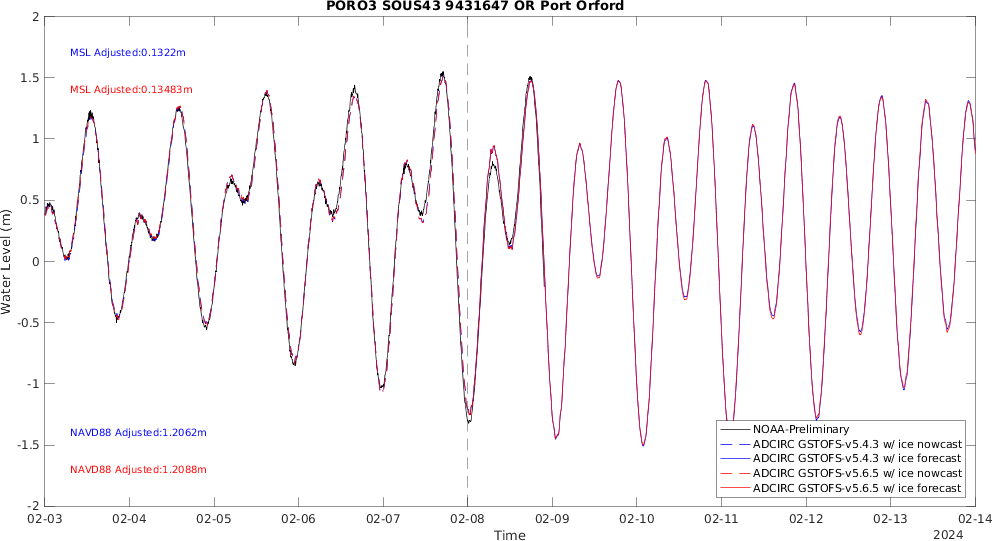 PORO3 SOUS43 9431647 OR Port Orford
2
MSL Adjusted:0.1322m
1.5
MSL Adjusted:0.13483m
1
0.5
0
Water Level (m)
-0.5
-1
NOAA-Preliminary
NAVD88 Adjusted:1.2062m
-1.5
ADCIRC GSTOFS-v5.4.3 w/ ice nowcast
ADCIRC GSTOFS-v5.4.3 w/ ice forecast
NAVD88 Adjusted:1.2088m
ADCIRC GSTOFS-v5.6.5 w/ ice nowcast
ADCIRC GSTOFS-v5.6.5 w/ ice forecast
-2
02-03 02-04 02-05 02-06 02-07 02-08 02-09 02-10 02-11 02-12 02-13 02-14
Time
2024